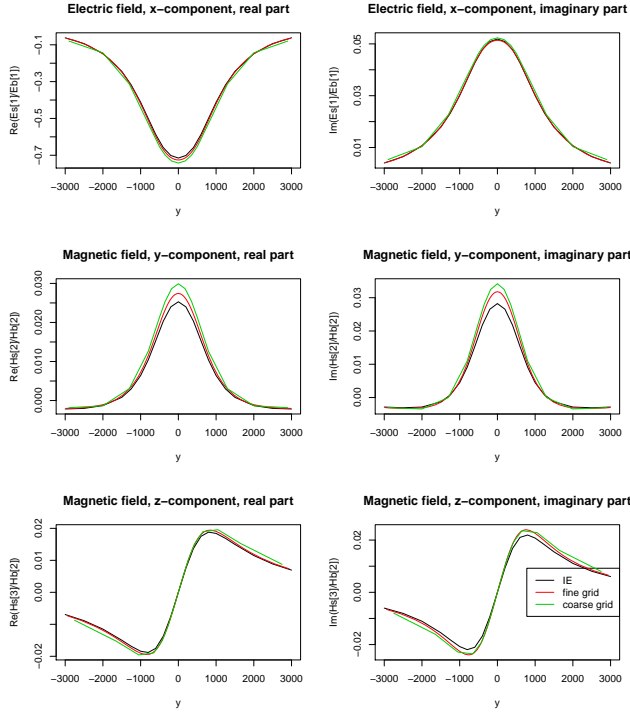 Electric field, x−component, real part
Re(Es[1]/Eb[1])
−0.7 −0.5 −0.3 −0.1
−3000 −2000 −1000 0 1000 2000 3000
y
Electric field, x−component, imaginary part
Im(Es[1]/Eb[1])
0.01 0.03 0.05
−3000 −2000 −1000 0 1000 2000 3000
y
Magnetic field, y−component, real part
Re(Hs[2]/Hb[2])
0.000 0.010 0.020 0.030
−3000 −2000 −1000 0 1000 2000 3000
y
Magnetic field, y−component, imaginary part
Im(Hs[2]/Hb[2])
0.00 0.01 0.02 0.03
−3000 −2000 −1000 0 1000 2000 3000
y
Magnetic field, z−component, real part
Re(Hs[3]/Hb[2])
−0.02 0.00 0.01 0.02
−3000 −2000 −1000 0 1000 2000 3000
y
Magnetic field, z−component, imaginary part
Im(Hs[3]/Hb[2])
−0.02 0.00 0.01 0.02
−3000 −2000 −1000 0 1000 2000 3000
y
IE
fine grid
coarse grid